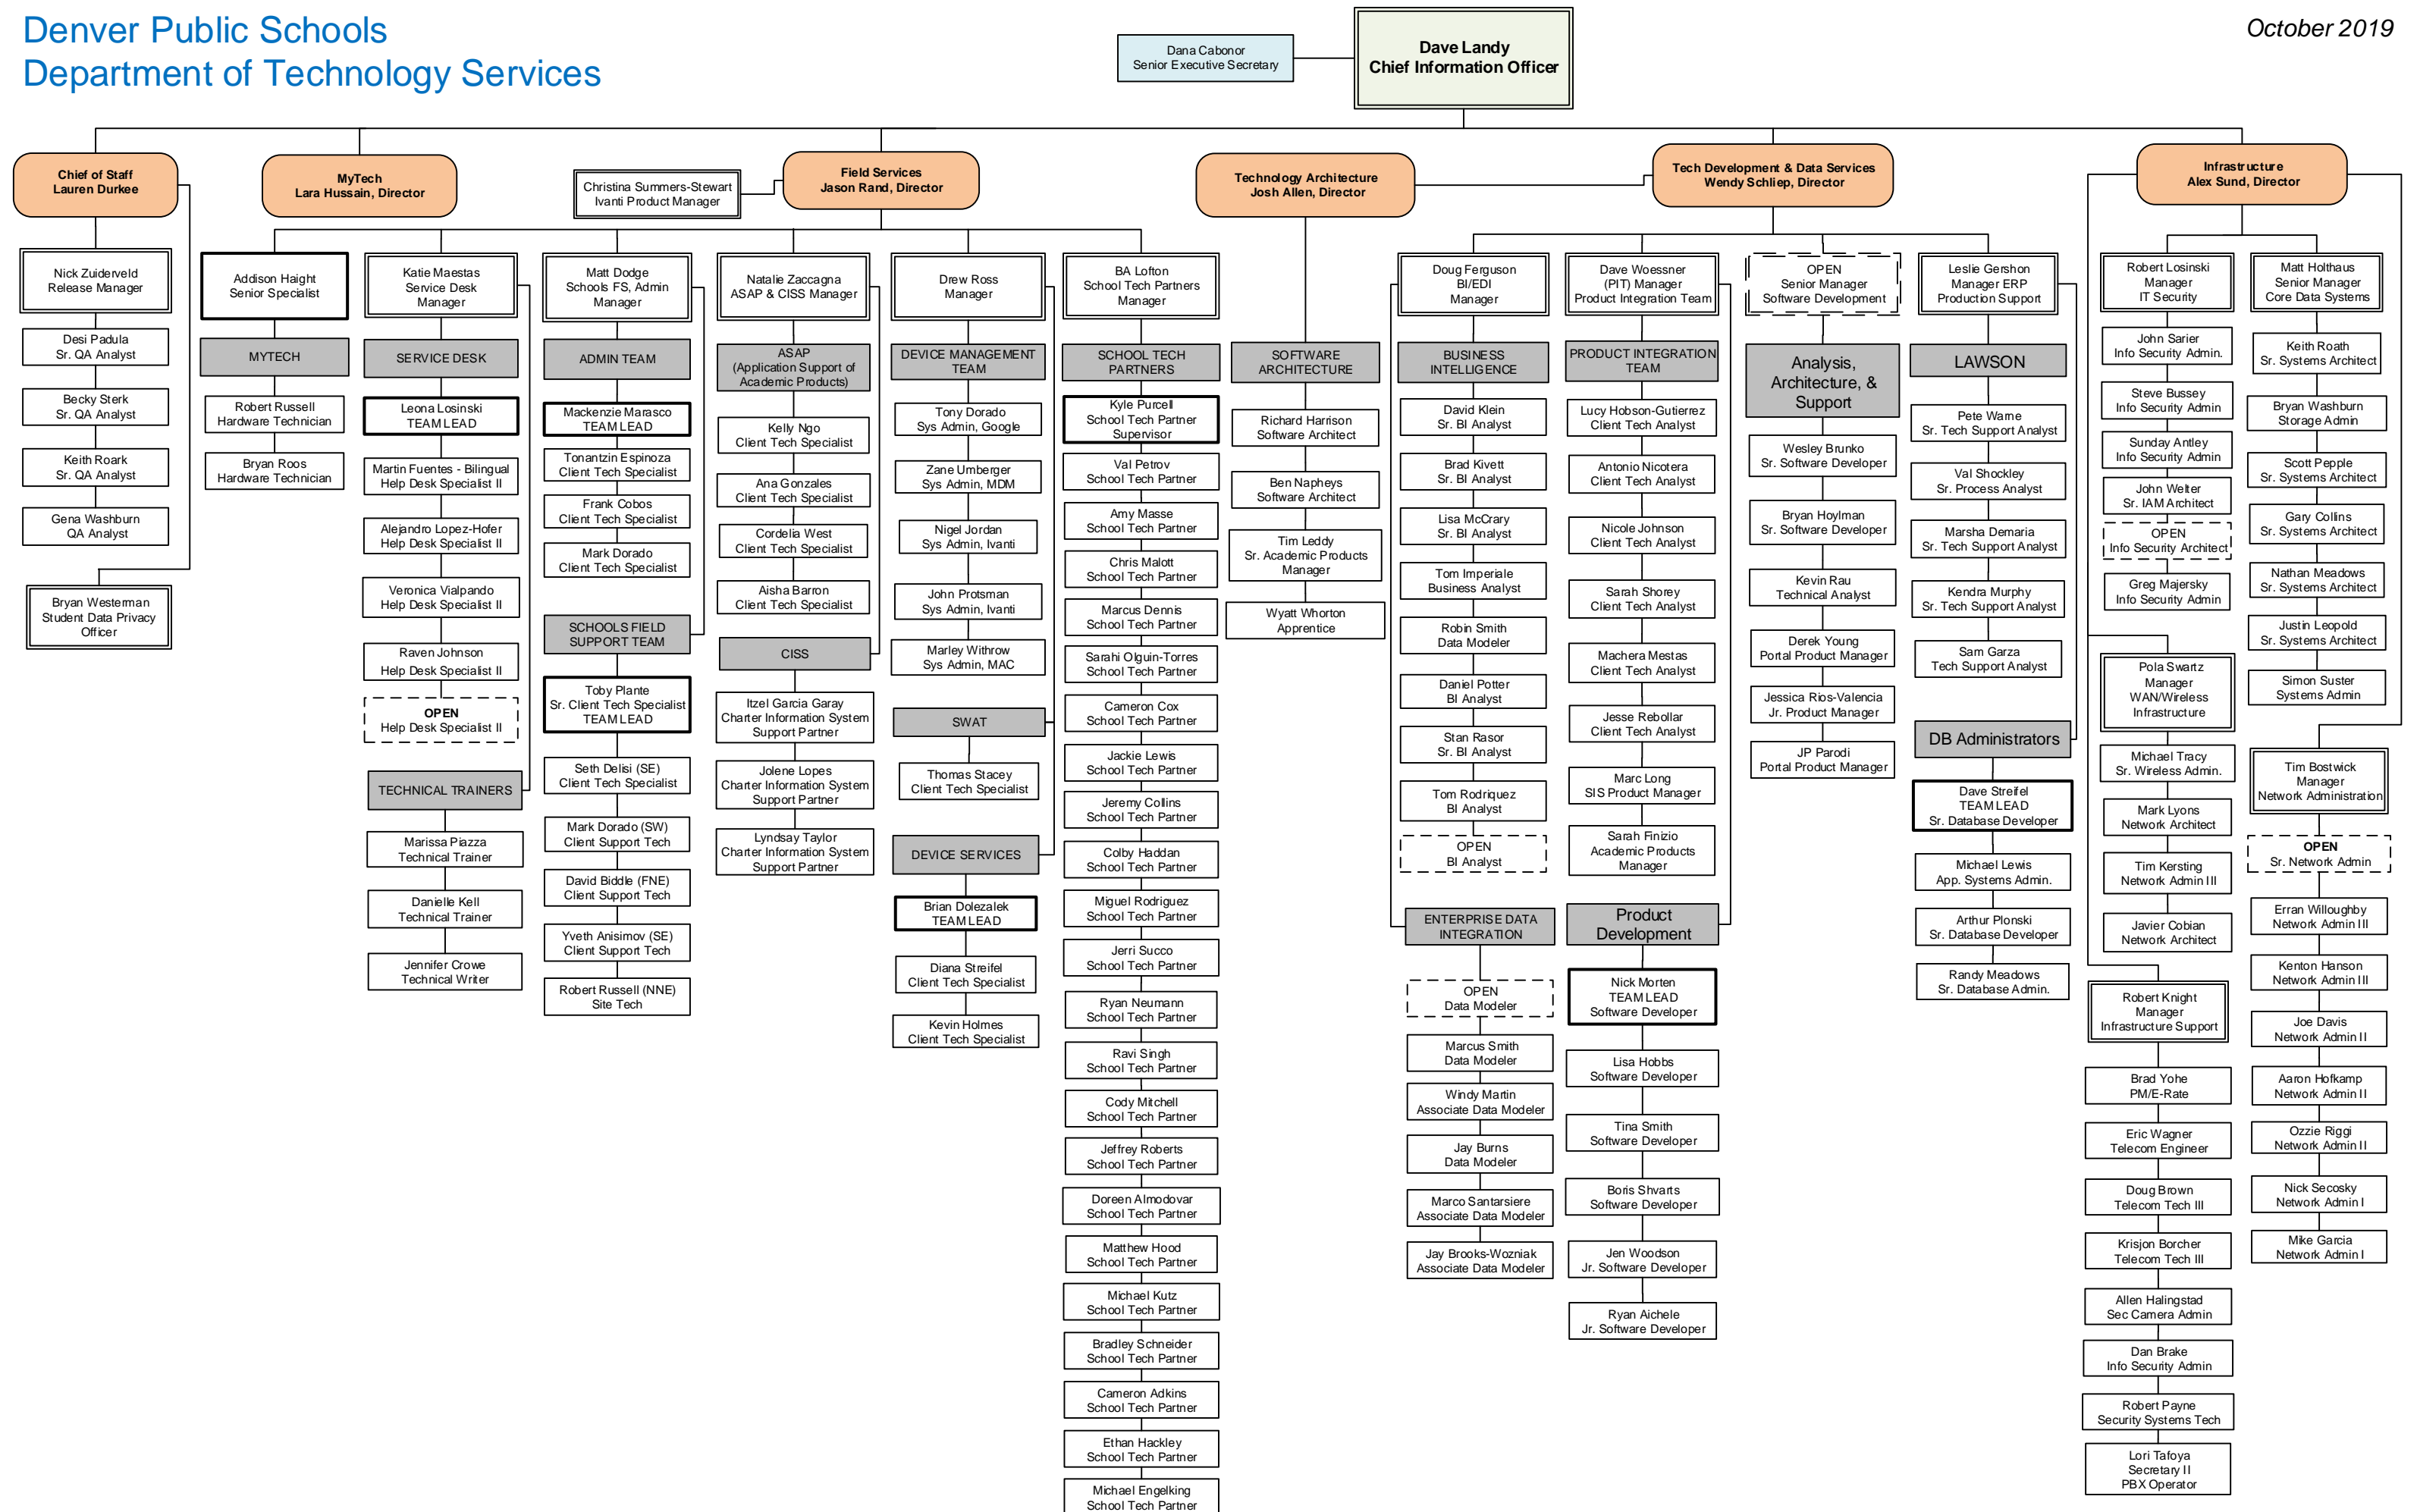 Denver Public Schools
Department of Technology Services
October 2019
Dana Cabonor
Senior Executive Secretary
Dave Landy
Chief Information Officer
Chief of Staff
Lauren Durkee
MyTech
Lara Hussain, Director
Christina Summers-Stewart
Ivanti Product Manager
Field Services
Jason Rand, Director
Technology Architecture
Josh Allen, Director
Tech Development & Data Services
Wendy Schliep, Director
Infrastructure
Alex Sund, Director
Nick Zuiderveld
Release Manager
Desi Padula
Sr. QA Analyst
Becky Sterk
Sr. QA Analyst
Keith Roark
Sr. QA Analyst
Gena Washburn
QA Analyst
Bryan Westerman
Student Data Privacy
Officer
Addison Haight
Senior Specialist
MYTECH
Robert Russell
Hardware Technician
Bryan Roos
Hardware Technician
Katie Maestas
Service Desk
Manager
SERVICE DESK
Leona Losinski
TEAM LEAD
Martin Fuentes - Bilingual
Help Desk Specialist II
Alejandro Lopez-Hofer
Help Desk Specialist II
Veronica Vialpando
Help Desk Specialist II
Raven Johnson
Help Desk Specialist II
OPEN
Help Desk Specialist II
TECHNICAL TRAINERS
Marissa Piazza
Technical Trainer
Danielle Kell
Technical Trainer
Jennifer Crowe
Technical Writer
Matt Dodge
Schools FS, Admin
Manager
ADMIN TEAM
Mackenzie Marasco
TEAM LEAD
Tonantzin Espinoza
Client Tech Specialist
Frank Cobos
Client Tech Specialist
Mark Dorado
Client Tech Specialist
SCHOOLS FIELD
SUPPORT TEAM
Toby Plante
Sr. Client Tech Specialist
TEAM LEAD
Seth Delisi (SE)
Client Tech Specialist
Mark Dorado (SW)
Client Support Tech
David Biddle (FNE)
Client Support Tech
Yveth Anisimov (SE)
Client Support Tech
Robert Russell (NNE)
Site Tech
Natalie Zaccagna
ASAP & CISS Manager
ASAP
(Application Support of
Academic Products)
Kelly Ngo
Client Tech Specialist
Ana Gonzales
Client Tech Specialist
Cordelia West
Client Tech Specialist
Aisha Barron
Client Tech Specialist
CISS
Itzel Garcia Garay
Charter Information System
Support Partner
Jolene Lopes
Charter Information System
Support Partner
Lyndsay Taylor
Charter Information System
Support Partner
Drew Ross
Manager
DEVICE MANAGEMENT
TEAM
Tony Dorado
Sys Admin, Google
Zane Umberger
Sys Admin, MDM
Nigel Jordan
Sys Admin, Ivanti
John Protsman
Sys Admin, Ivanti
Marley Withrow
Sys Admin, MAC
SWAT
Thomas Stacey
Client Tech Specialist
DEVICE SERVICES
Brian Dolezalek
TEAM LEAD
Diana Streifel
Client Tech Specialist
Kevin Holmes
Client Tech Specialist
BA Lofton
School Tech Partners
Manager
SCHOOL TECH
PARTNERS
Kyle Purcell
School Tech Partner
Supervisor
Val Petrov
School Tech Partner
Amy Masse
School Tech Partner
Chris Malott
School Tech Partner
Marcus Dennis
School Tech Partner
Sarahi Olguin-Torres
School Tech Partner
Cameron Cox
School Tech Partner
Jackie Lewis
School Tech Partner
Jeremy Collins
School Tech Partner
Colby Haddan
School Tech Partner
Miguel Rodriguez
School Tech Partner
Jerri Succo
School Tech Partner
Ryan Neumann
School Tech Partner
Ravi Singh
School Tech Partner
Cody Mitchell
School Tech Partner
Jeffrey Roberts
School Tech Partner
Doreen Almodovar
School Tech Partner
Matthew Hood
School Tech Partner
Michael Kutz
School Tech Partner
Bradley Schneider
School Tech Partner
Cameron Adkins
School Tech Partner
Ethan Hackley
School Tech Partner
Michael Engelking
School Tech Partner
SOFTWARE
ARCHITECTURE
Richard Harrison
Software Architect
Ben Napheys
Software Architect
Tim Leddy
Sr. Academic Products
Manager
Wyatt Whorton
Apprentice
Doug Ferguson
BI/EDI
Manager
BUSINESS
INTELLIGENCE
David Klein
Sr. BI Analyst
Brad Kivett
Sr. BI Analyst
Lisa McCrary
Sr. BI Analyst
Tom Imperiale
Business Analyst
Robin Smith
Data Modeler
Daniel Potter
BI Analyst
Stan Rasor
Sr. BI Analyst
Tom Rodriquez
BI Analyst
OPEN
BI Analyst
ENTERPRISE DATA
INTEGRATION
OPEN
Data Modeler
Marcus Smith
Data Modeler
Windy Martin
Associate Data Modeler
Jay Burns
Data Modeler
Marco Santarsiere
Associate Data Modeler
Jay Brooks-Wozniak
Associate Data Modeler
Dave Woessner
(PIT) Manager
Product Integration Team
PRODUCT INTEGRATION
TEAM
Lucy Hobson-Gutierrez
Client Tech Analyst
Antonio Nicotera
Client Tech Analyst
Nicole Johnson
Client Tech Analyst
Sarah Shorey
Client Tech Analyst
Machera Mestas
Client Tech Analyst
Jesse Rebollar
Client Tech Analyst
Marc Long
SIS Product Manager
Sarah Finizio
Academic Products
Manager
Product
Development
Nick Morten
TEAM LEAD
Software Developer
Lisa Hobbs
Software Developer
Tina Smith
Software Developer
Boris Shvarts
Software Developer
Jen Woodson
Jr. Software Developer
Ryan Aichele
Jr. Software Developer
OPEN
Senior Manager
Software Development
Analysis,
Architecture, &
Support
Wesley Brunko
Sr. Software Developer
Bryan Hoylman
Sr. Software Developer
Kevin Rau
Technical Analyst
Derek Young
Portal Product Manager
Jessica Rios-Valencia
Jr. Product Manager
JP Parodi
Portal Product Manager
Leslie Gershon
Manager ERP
Production Support
LAWSON
Pete Warne
Sr. Tech Support Analyst
Val Shockley
Sr. Process Analyst
Marsha Demaria
Sr. Tech Support Analyst
Kendra Murphy
Sr. Tech Support Analyst
Sam Garza
Tech Support Analyst
DB Administrators
Dave Streifel
TEAM LEAD
Sr. Database Developer
Michael Lewis
App. Systems Admin.
Arthur Plonski
Sr. Database Developer
Randy Meadows
Sr. Database Admin.
Robert Losinski
Manager
IT Security
John Sarier
Info Security Admin.
Steve Bussey
Info Security Admin
Sunday Antley
Info Security Admin
John Welter
Sr. IAM Architect
OPEN
Info Security Architect
Greg Majersky
Info Security Admin
Pola Swartz
Manager
WAN/Wireless
Infrastructure
Michael Tracy
Sr. Wireless Admin.
Mark Lyons
Network Architect
Tim Kersting
Network Admin III
Javier Cobian
Network Architect
Robert Knight
Manager
Infrastructure Support
Brad Yohe
PM/E-Rate
Eric Wagner
Telecom Engineer
Doug Brown
Telecom Tech III
Krisjon Borcher
Telecom Tech III
Allen Halingstad
Sec Camera Admin
Dan Brake
Info Security Admin
Robert Payne
Security Systems Tech
Lori Tafoya
Secretary II
PBX Operator
Matt Holthaus
Senior Manager
Core Data Systems
Keith Roath
Sr. Systems Architect
Bryan Washburn
Storage Admin
Scott Pepple
Sr. Systems Architect
Gary Collins
Sr. Systems Architect
Nathan Meadows
Sr. Systems Architect
Justin Leopold
Sr. Systems Architect
Simon Suster
Systems Admin
Tim Bostwick
Manager
Network Administration
OPEN
Sr. Network Admin
Erran Willoughby
Network Admin III
Kenton Hanson
Network Admin III
Joe Davis
Network Admin II
Aaron Hofkamp
Network Admin II
Ozzie Riggi
Network Admin II
Nick Secosky
Network Admin I
Mike Garcia
Network Admin I